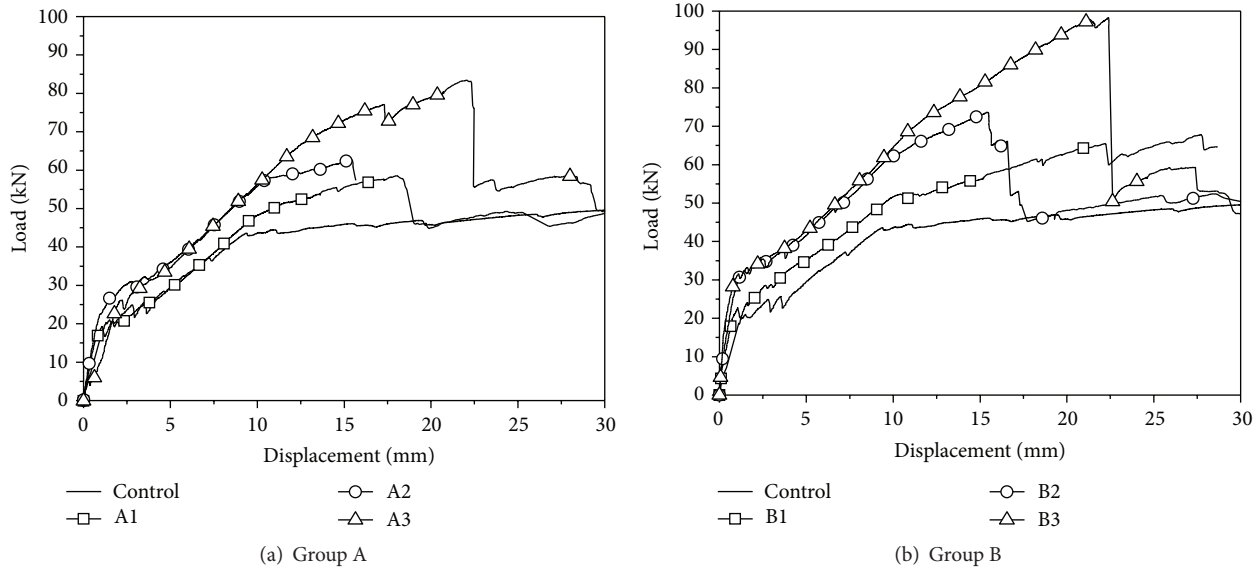 100
90
80
70
60
50
40
30
20
10
0
Load (kN)
0 5 10 15 20 25 30
Displacement (mm)
Control
A1
A2
A3
(a) Group A
100
90
80
70
60
50
40
30
20
10
0
Load (kN)
0 5 10 15 20 25 30
Displacement (mm)
Control
B1
B2
B3
(b) Group B